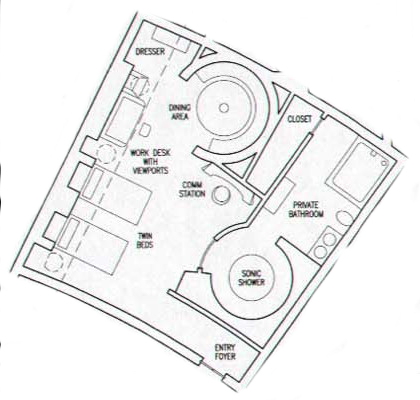 DRESSER
DINING
AREA
CLOSET
WORK DESK
WITH
VIEWPORTS
COMM
STATION
PRIVATE
BATHROOM
TWIN
BEDS
SONIC
SHOWER
ENTRY
FOYER